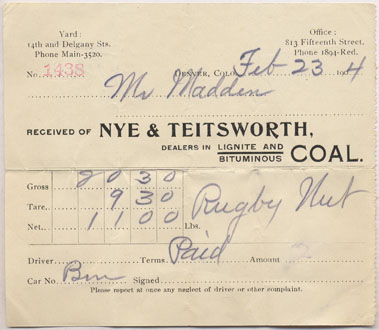 Yard: Office:
14th and Delgany Sts. 813 Fifteenth Street.
Phone Main-3520. Phone 1894-Red.
No. 1438 DENVER, COLO. Feb 23 1904
Mr Madden
RECEIVED OF NYE & TEITSWORTH,
DEALERS IN LIGNITE AND BITUMINOUS COAL.
Gross 2030
Tare 930 Rugby Nut
Net 1100 Lbs.
Driver Terms Paid Amount 2
Car No. Signed
Please report at once any neglect of driver or other complaint.